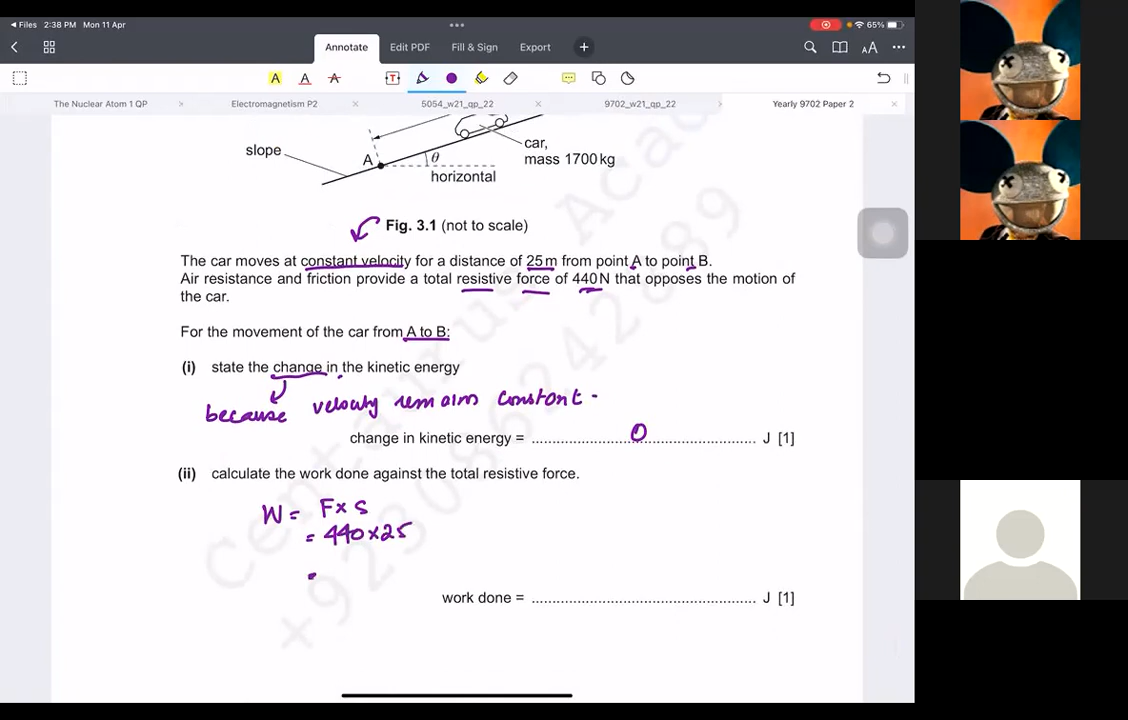 Files 2:38 PM Mon 11 Apr
65%
Annotate Edit PDF Fill & Sign Export
The Nuclear Atom 1 QP Electromagnetism P2 5054_w21_qp_22 9702_w21_qp_22 Yearly 9702 Paper 2
slope
A
θ
horizontal
car,
mass 1700 kg
Fig. 3.1 (not to scale)
The car moves at constant velocity for a distance of 25 m from point A to point B.
Air resistance and friction provide a total resistive force of 440 N that opposes the motion of
the car.
For the movement of the car from A to B:
(i) state the change in the kinetic energy
because velocity remains constant.
change in kinetic energy = ........................................................ J [1]
0
(ii) calculate the work done against the total resistive force.
W = F× s
= 440×25
=
work done = ........................................................ J [1]
Centaurus Acad
+923086242889